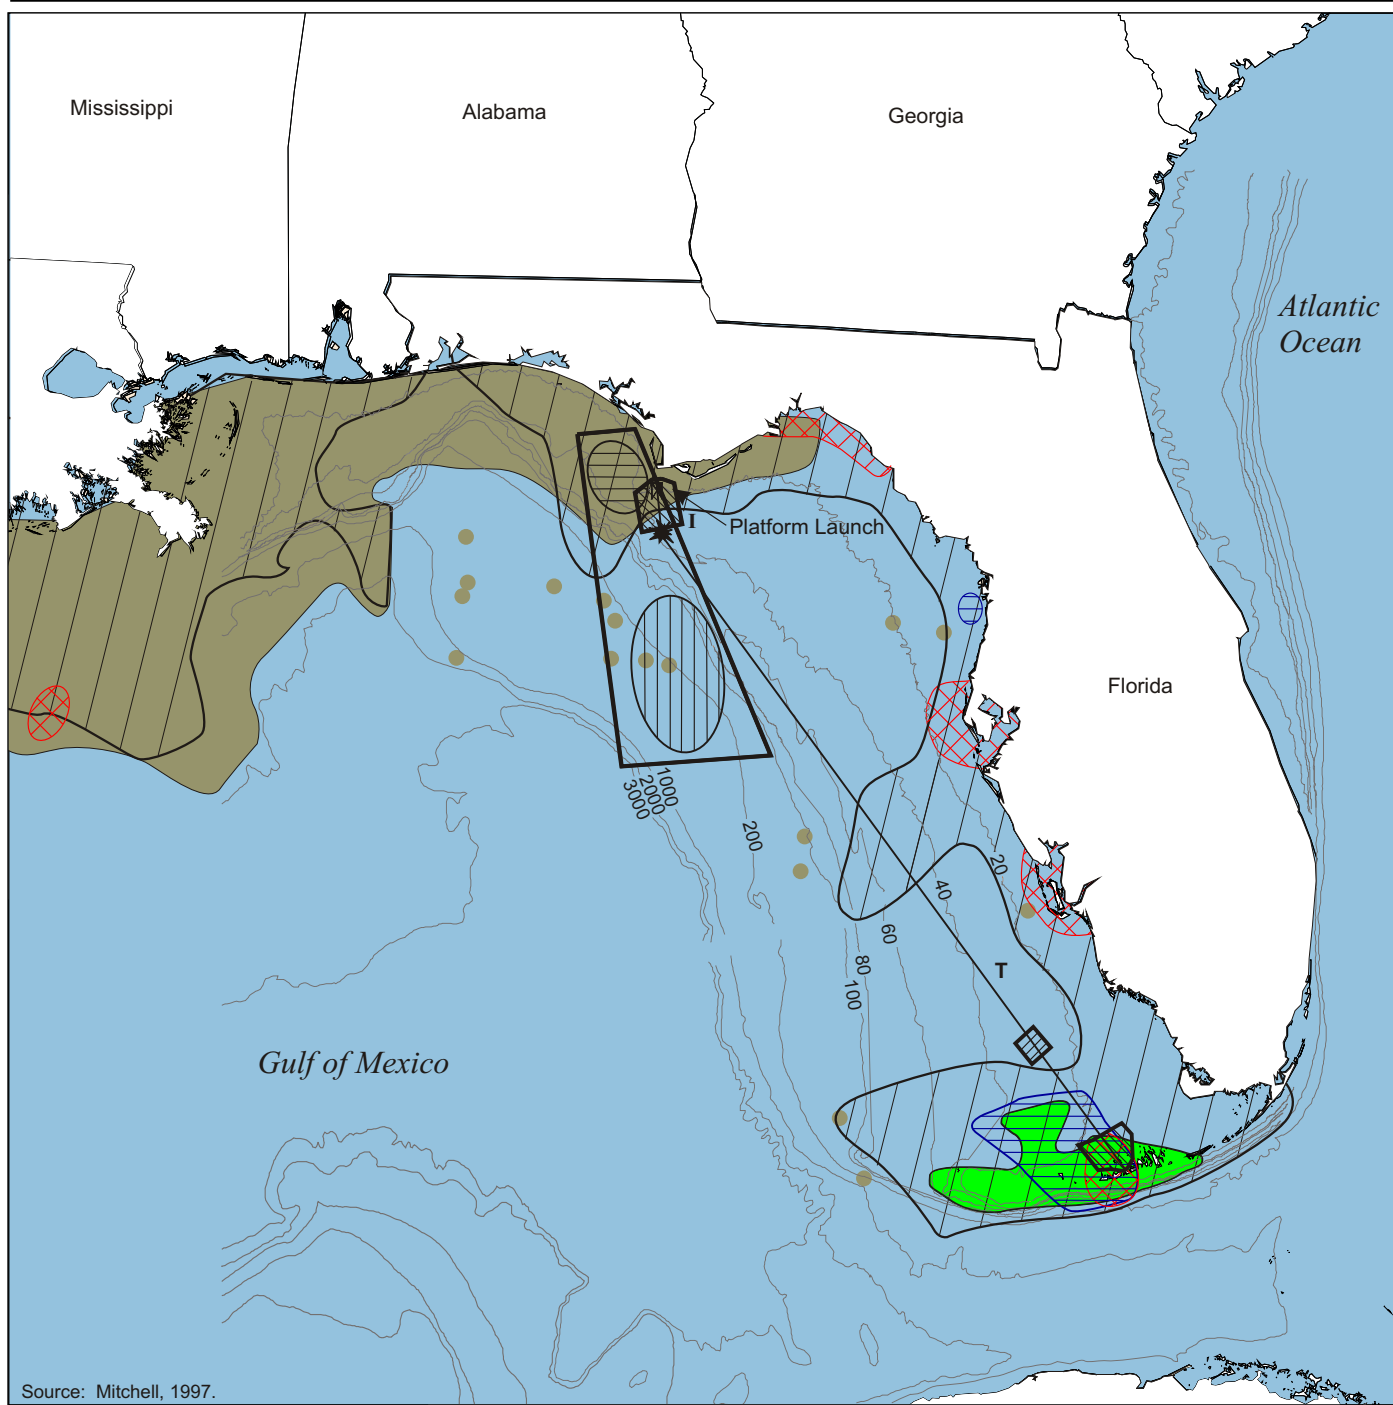 Mississippi
Alabama
Georgia
Atlantic
Ocean
I
Platform Launch
Florida
1000
2000
3000
200
20
40
60
80
100
T
Gulf of Mexico
Source: Mitchell, 1997.